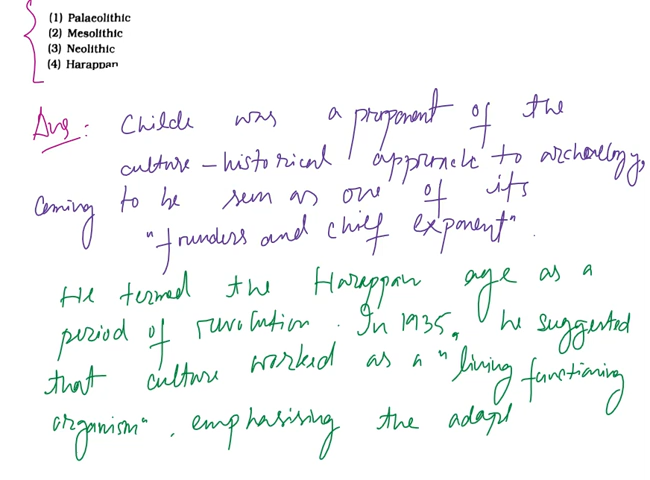 (1) Palaeolithic
(2) Mesolithic
(3) Neolithic
(4) Harappan
Ans: Childe was a proponent of the
culture-historical approach to archaeology,
coming to be seen as one of its
"founders and chief exponent".
He termed the Harappan age as a
period of revolution. In 1935, he suggested
that culture worked as a "living functioning
organism", emphasising the adapt